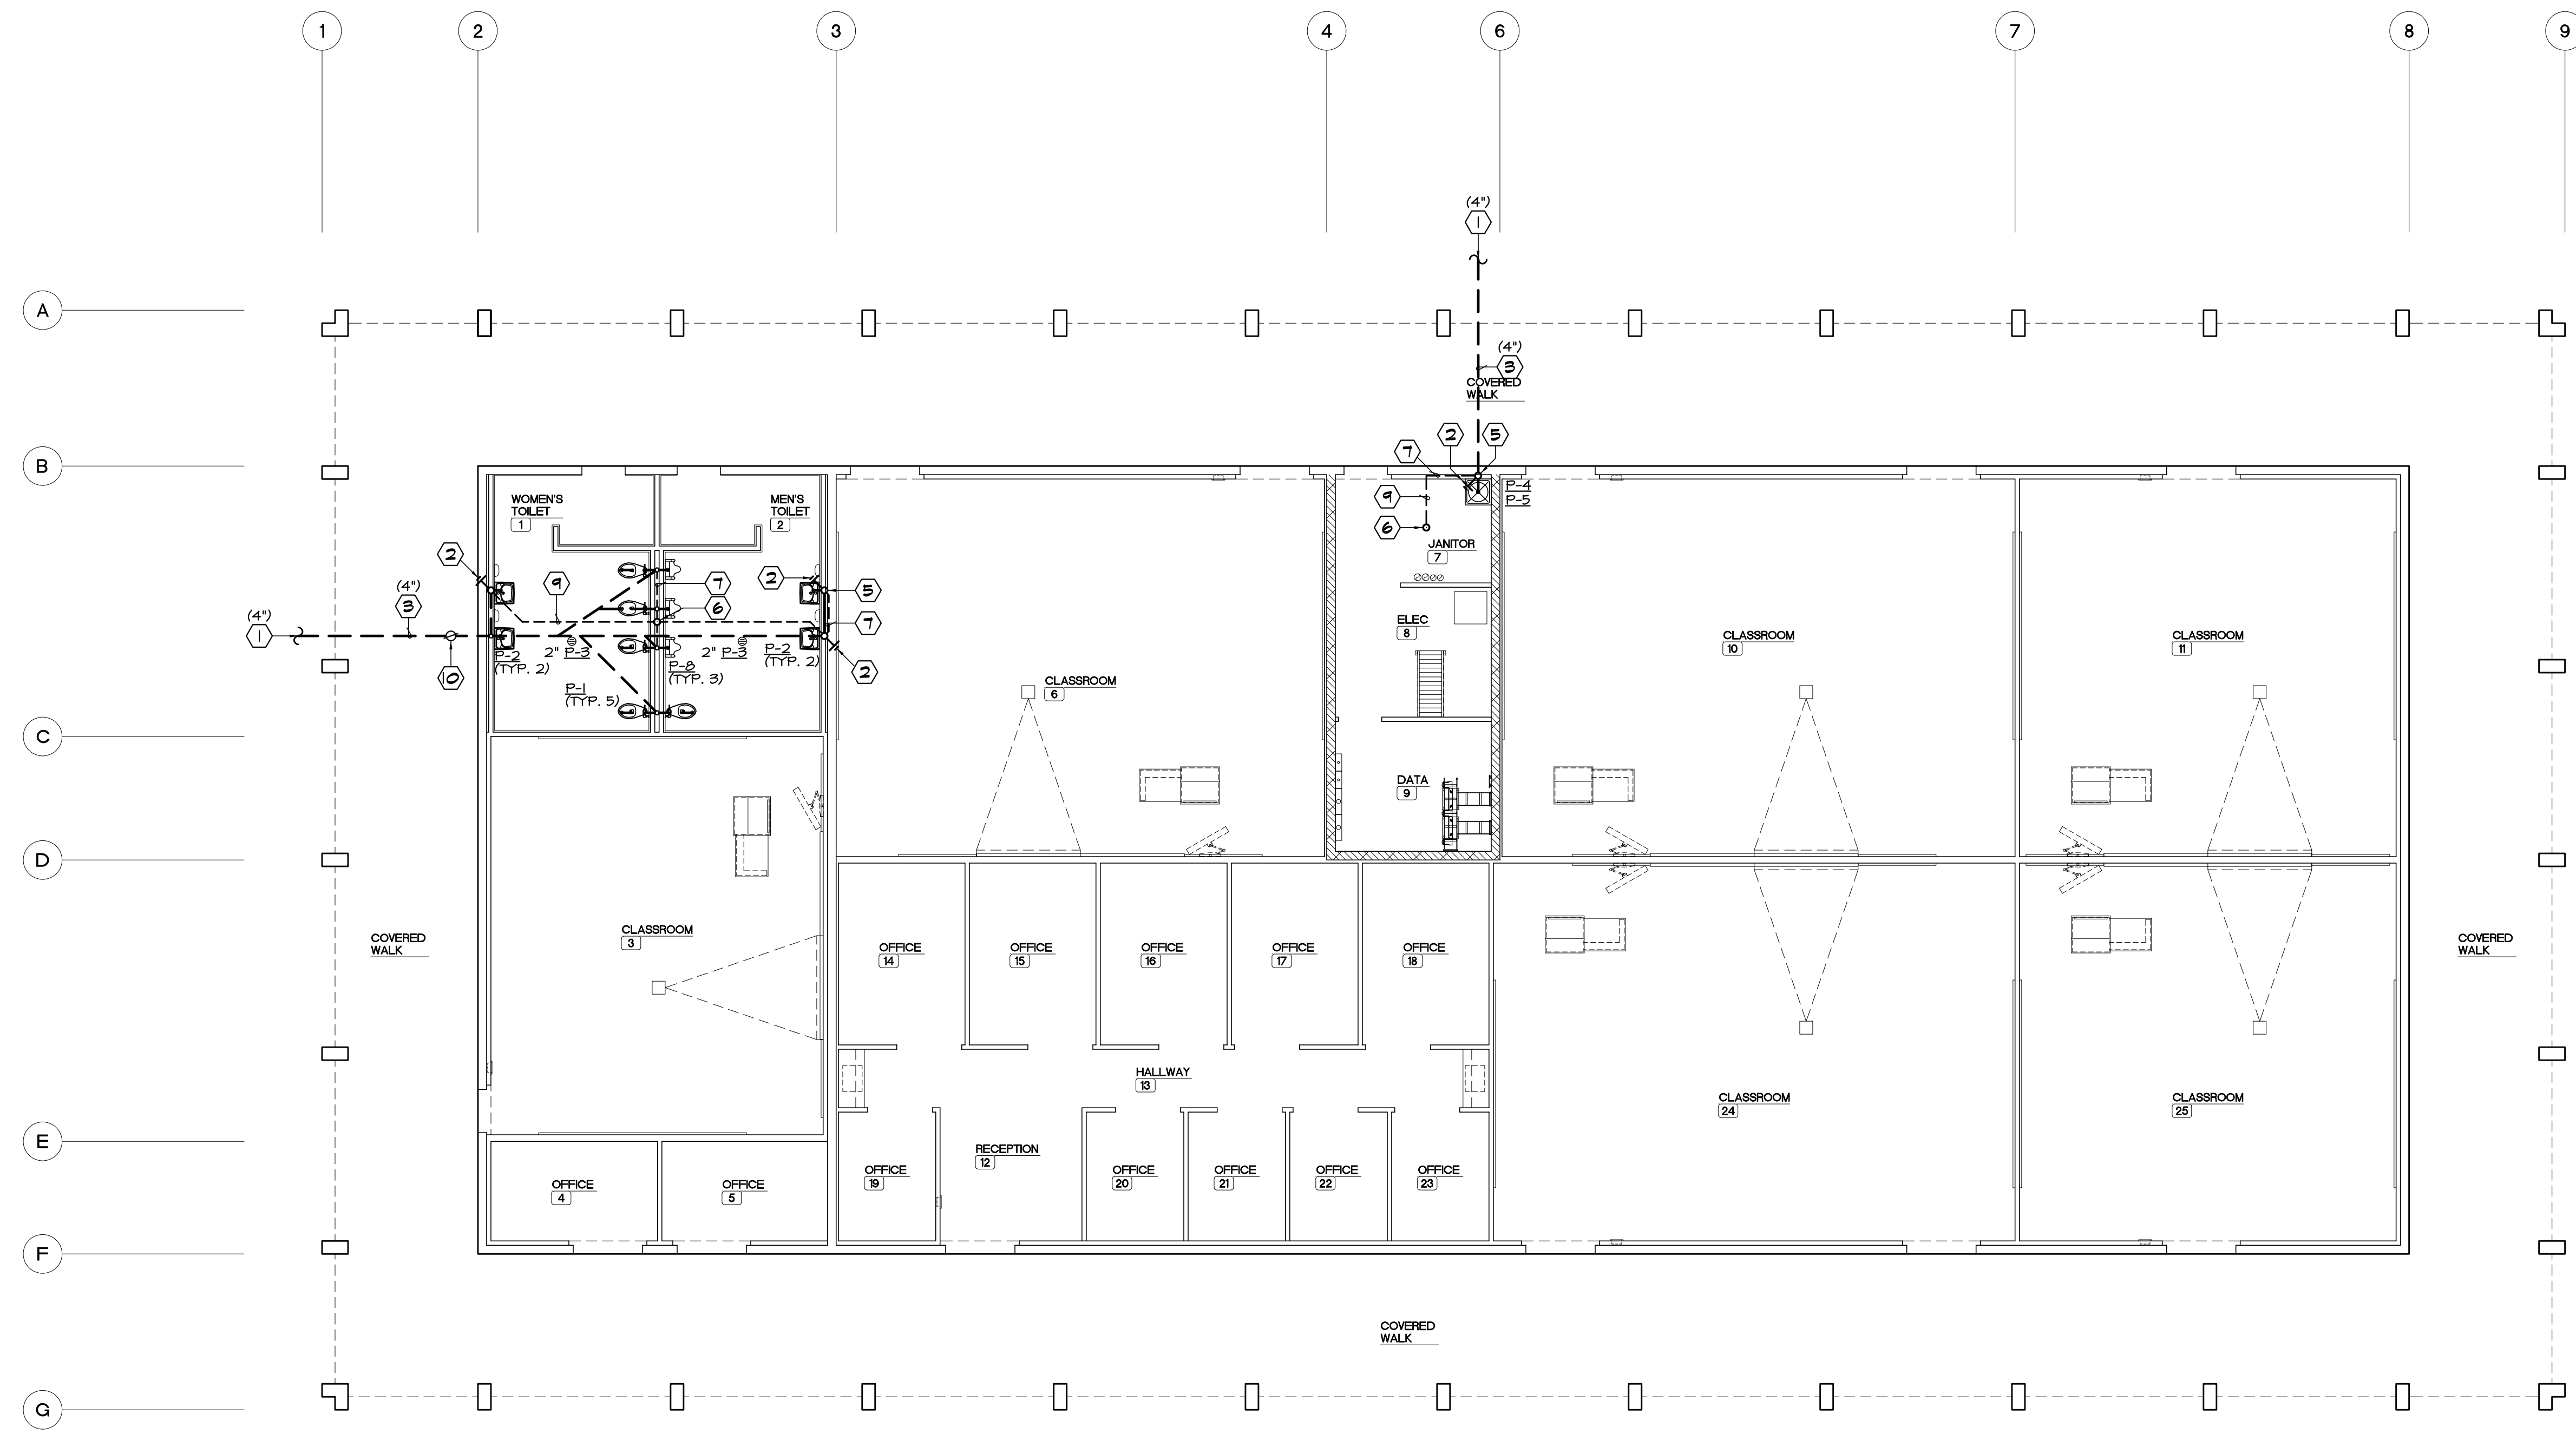 1 2 3 4 6 7 8 9
(4")
1
A
(4")
3
COVERED
WALK
B
2 5
7
P-4
P-5
9
6
WOMEN'S
TOILET
1
MEN'S
TOILET
2
JANITOR
7
2
9
7
2
5
(4")
3
6
(4")
1
7
ELEC
8
P-2
(TYP. 2)
2" P-3
2" P-3
P-2
(TYP. 2)
P-8
(TYP. 3)
10
2
P-1
(TYP. 5)
CLASSROOM
6
CLASSROOM
10
CLASSROOM
11
C
DATA
9
D
CLASSROOM
3
COVERED
WALK
OFFICE
14
OFFICE
15
OFFICE
16
OFFICE
17
OFFICE
18
COVERED
WALK
HALLWAY
13
CLASSROOM
24
CLASSROOM
25
E
RECEPTION
12
OFFICE
4
OFFICE
5
OFFICE
19
OFFICE
20
OFFICE
21
OFFICE
22
OFFICE
23
F
COVERED
WALK
G